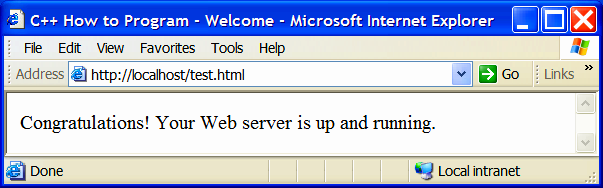 C++ How to Program - Welcome - Microsoft Internet Explorer
File Edit View Favorites Tools Help
Address http://localhost/test.html Go Links »
Congratulations! Your Web server is up and running.
Done Local intranet